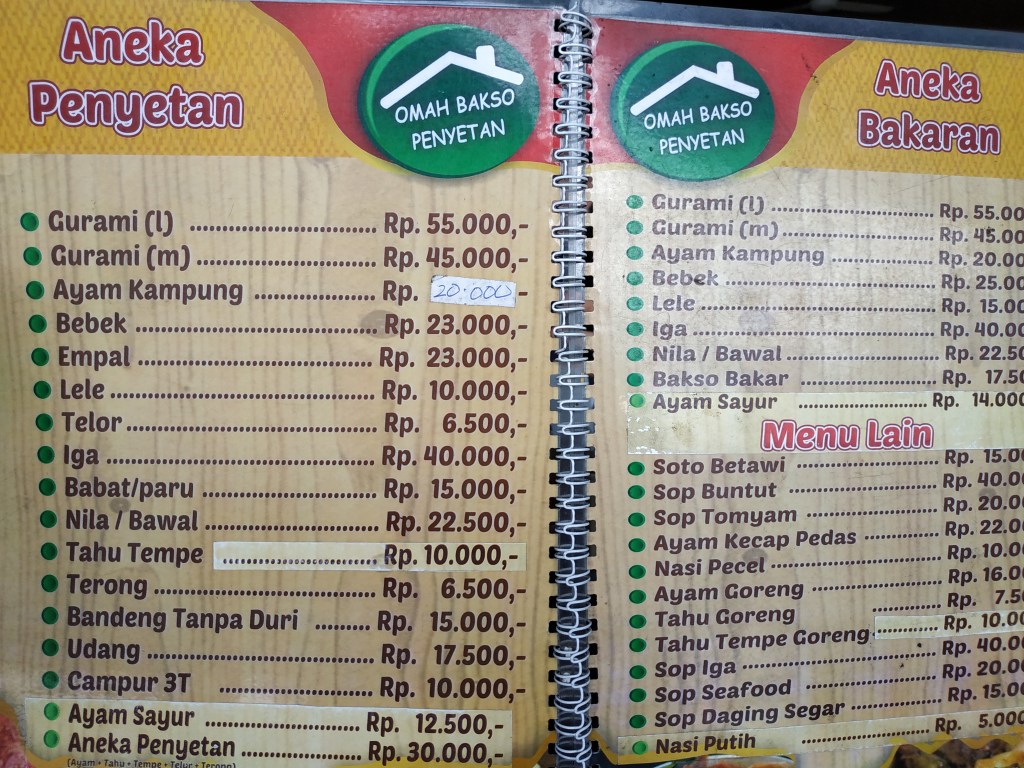 Aneka
Penyetan
OMAH BAKSO
PENYETAN
Gurami (l) ........................ Rp. 55.000,-
Gurami (m) ........................ Rp. 45.000,-
Ayam Kampung ................ Rp. 20.000 -
Bebek ................................ Rp. 23.000,-
Empal ................................ Rp. 23.000,-
Lele .................................... Rp. 10.000,-
Telor ................................... Rp. 6.500,-
Iga ...................................... Rp. 40.000,-
Babat/paru ....................... Rp. 15.000,-
Nila / Bawal ....................... Rp. 22.500,-
Tahu Tempe ....................... Rp. 10.000,-
Terong ............................... Rp. 6.500,-
Bandeng Tanpa Duri ......... Rp. 15.000,-
Udang ................................ Rp. 17.500,-
Campur 3T ...................... Rp. 10.000,-
Ayam Sayur ...................... Rp. 12.500,-
Aneka Penyetan ................. Rp. 30.000,-
(Ayam • Tahu • Tempe • Telur • Terong)
OMAH BAKSO
PENYETAN
Aneka
Bakaran
Gurami (l) ........................ Rp. 55.00
Gurami (m) ....................... Rp. 45.00
Ayam Kampung ................ Rp. 20.00
Bebek ................................ Rp. 25.00
Lele .................................... Rp. 15.00
Iga ...................................... Rp. 40.00
Nila / Bawal ...................... Rp. 22.50
Bakso Bakar ..................... Rp. 17.50
Ayam Sayur ...................... Rp. 14.000
Menu Lain
Soto Betawi ...................... Rp. 15.00
Sop Buntut ....................... Rp. 40.00
Sop Tomyam ..................... Rp. 20.00
Ayam Kecap Pedas ............ Rp. 22.00
Nasi Pecel ......................... Rp. 10.00
Ayam Goreng .................... Rp. 16.00
Tahu Goreng .......... Rp. 7.50
Tahu Tempe Goreng .......... Rp. 10.00
Sop Iga .............................. Rp. 40.00
Sop Seafood ...................... Rp. 20.00
Sop Daging Segar .............. Rp. 15.00
Nasi Putih ......................... Rp. 5.000